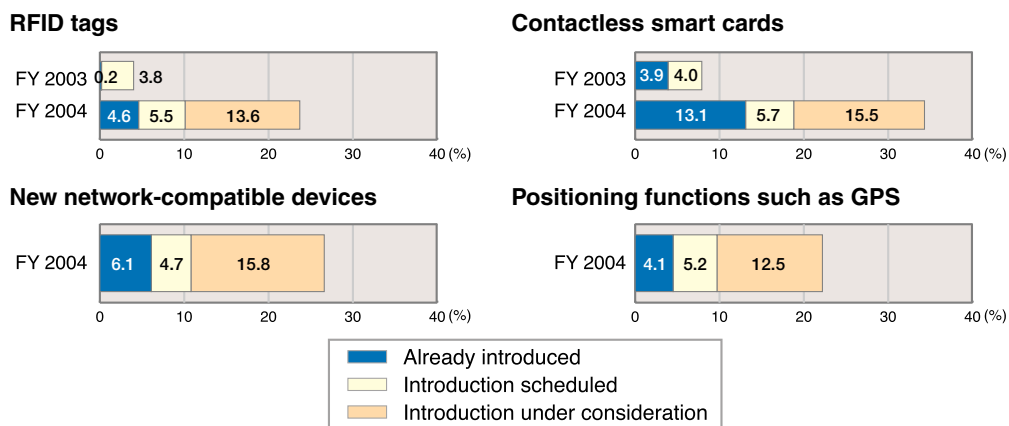 RFID tags
FY 2003 0.2 3.8
FY 2004 4.6 5.5 13.6
0 10 20 30 40 (%)
Contactless smart cards
FY 2003 3.9 4.0
FY 2004 13.1 5.7 15.5
0 10 20 30 40 (%)
New network-compatible devices
FY 2004 6.1 4.7 15.8
0 10 20 30 40 (%)
Positioning functions such as GPS
FY 2004 4.1 5.2 12.5
0 10 20 30 40 (%)
Already introduced
Introduction scheduled
Introduction under consideration